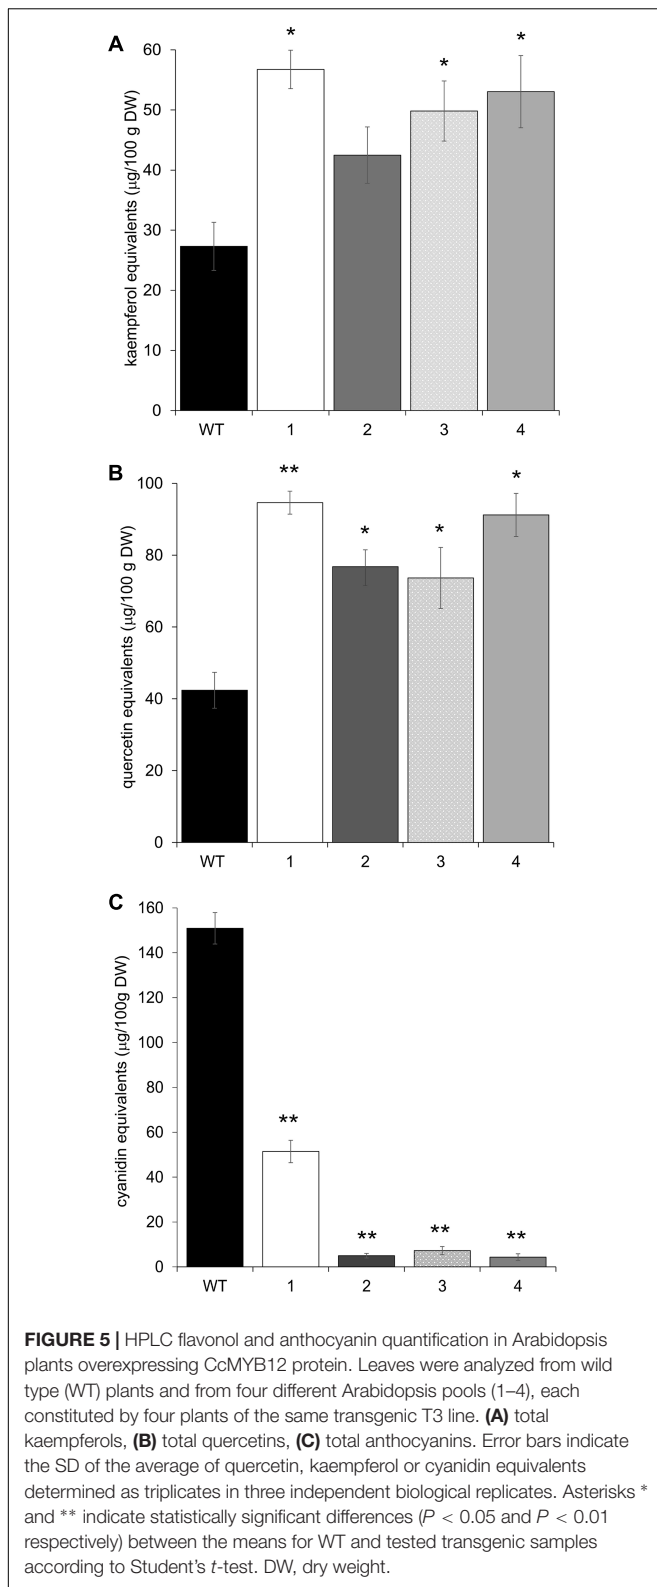 A
kaempferol equivalents (µg/100 g DW)
60
50
40
30
20
10
0
*
*
*
WT 1 2 3 4
B
quercetin equivalents (µg/100 g DW)
100
80
60
40
20
0
**
*
*
*
WT 1 2 3 4
C
cyanidin equivalents (µg/100g DW)
160
140
120
100
80
60
40
20
0
**
**
**
**
WT 1 2 3 4
FIGURE 5 | HPLC flavonol and anthocyanin quantification in Arabidopsis
plants overexpressing CcMYB12 protein. Leaves were analyzed from wild
type (WT) plants and from four different Arabidopsis pools (1–4), each
constituted by four plants of the same transgenic T3 line. (A) total
kaempferols, (B) total quercetins, (C) total anthocyanins. Error bars indicate
the SD of the average of quercetin, kaempferol or cyanidin equivalents
determined as triplicates in three independent biological replicates. Asterisks *
and ** indicate statistically significant differences (P < 0.05 and P < 0.01
respectively) between the means for WT and tested transgenic samples
according to Student's t-test. DW, dry weight.